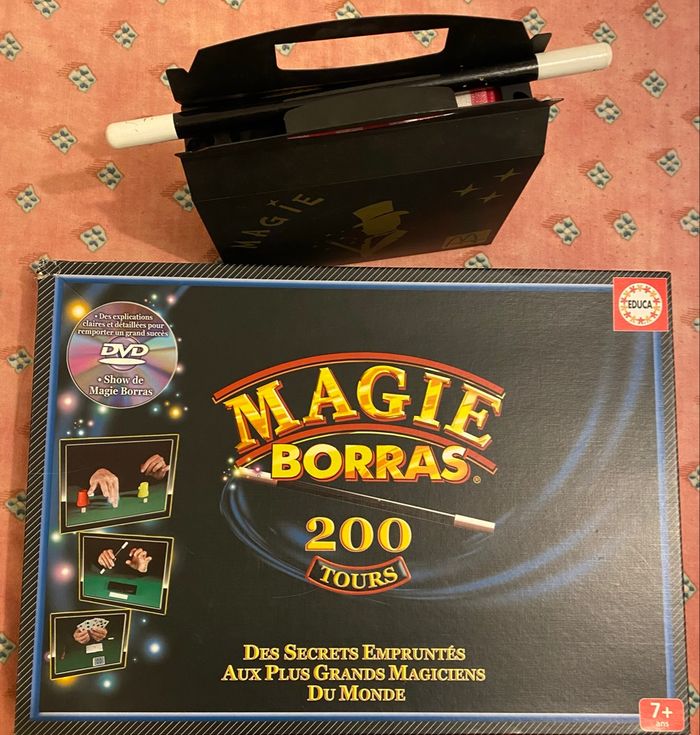 MAGIE
EDUCA
• Des explications
claires et détaillées pour
remporter un grand succès
DVD
• Show de
Magie Borras
MAGIE
BORRAS®
200
TOURS
DES SECRETS EMPRUNTÉS
AUX PLUS GRANDS MAGICIENS
DU MONDE
7+
ans